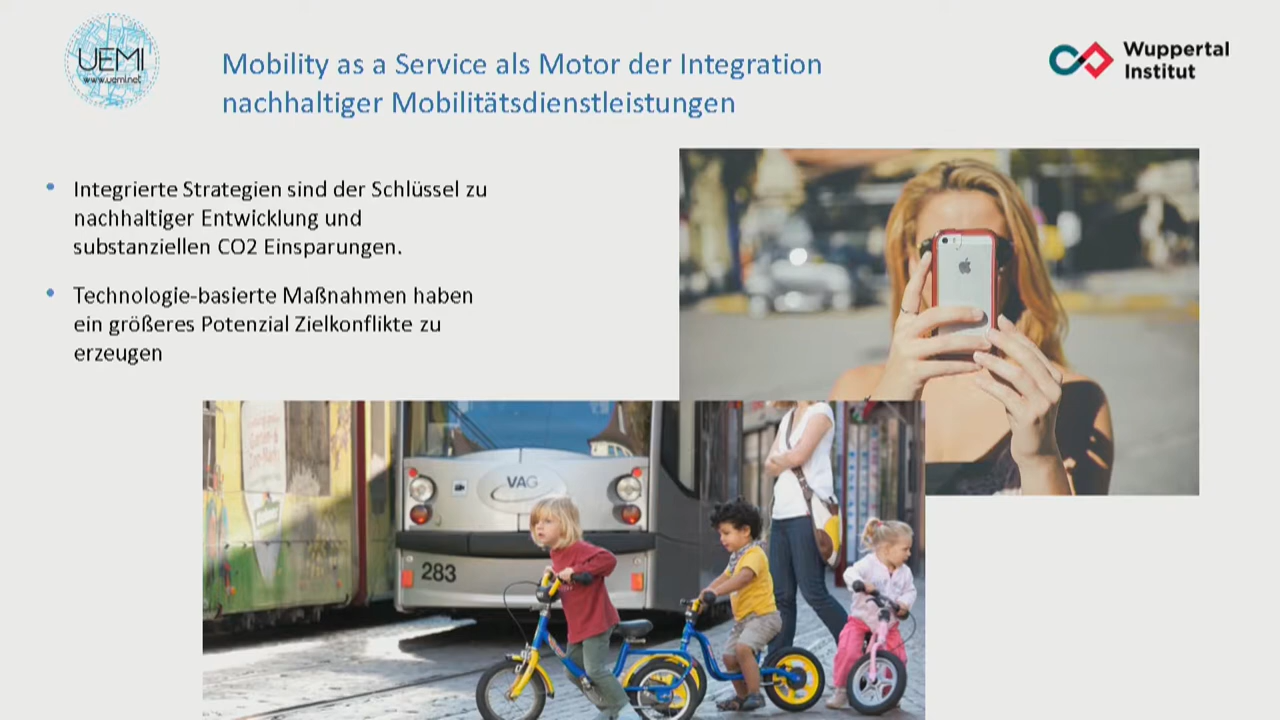 UEMI
www.uemi.net
Mobility as a Service als Motor der Integration
nachhaltiger Mobilitätsdienstleistungen
Wuppertal
Institut
• Integrierte Strategien sind der Schlüssel zu
nachhaltiger Entwicklung und
substanziellen CO2 Einsparungen.
• Technologie-basierte Maßnahmen haben
ein größeres Potenzial Zielkonflikte zu
erzeugen
VAG
283